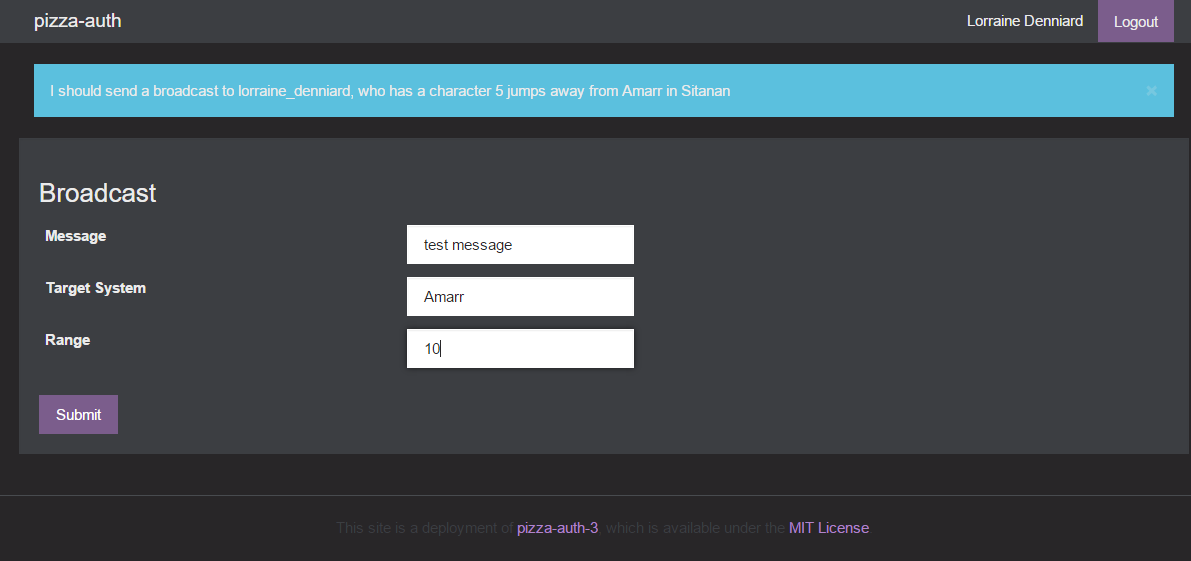 pizza-auth
Lorraine Denniard
Logout
I should send a broadcast to lorraine_denniard, who has a character 5 jumps away from Amarr in Sitanan
×
Broadcast
Message
test message
Target System
Amarr
Range
10
Submit
This site is a deployment of pizza-auth-3, which is available under the MIT License.